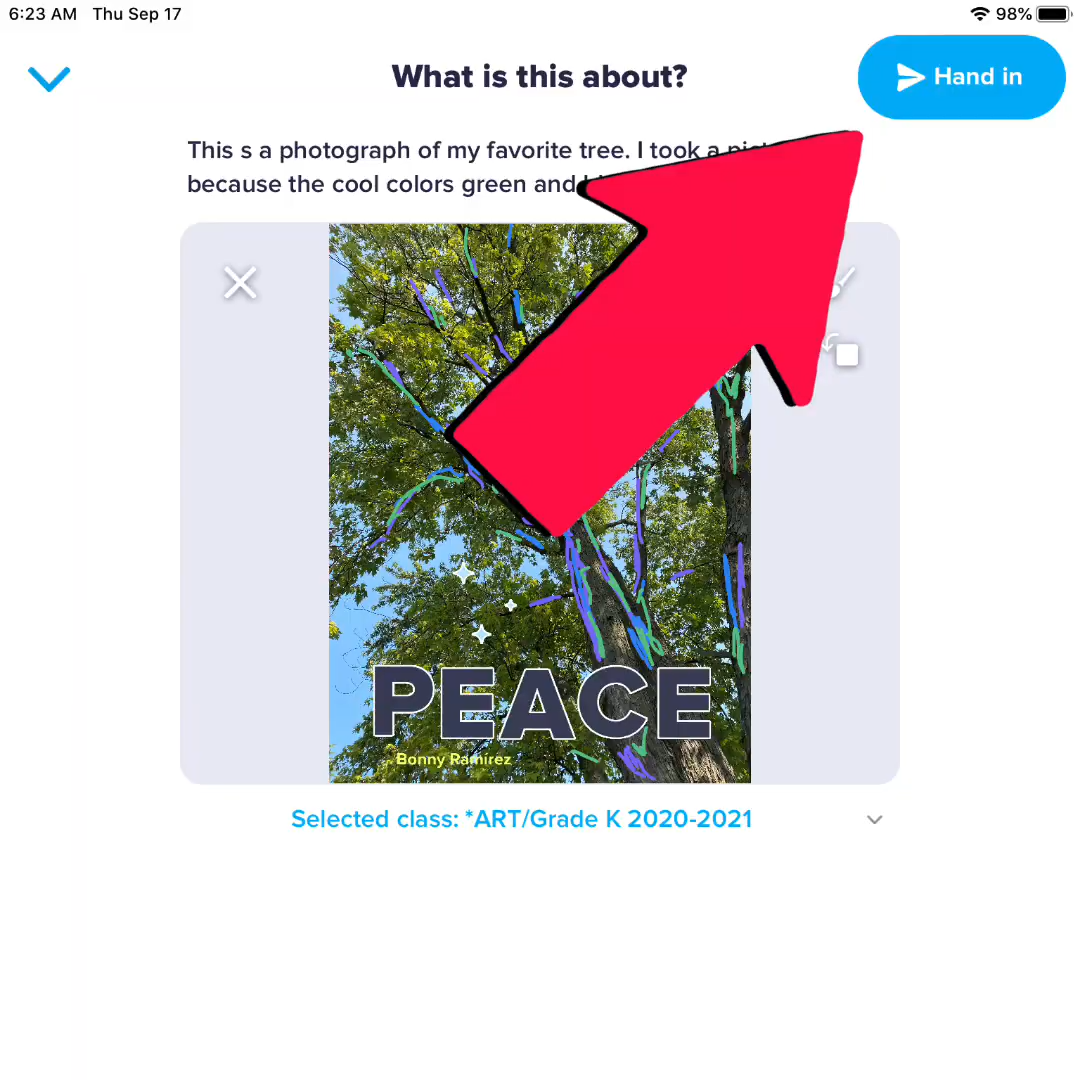 6:23 AM Thu Sep 17
98%
What is this about?
Hand in
This s a photograph of my favorite tree. I took a
because the cool colors green and
PEACE
Bonny Ramirez
Selected class: *ART/Grade K 2020-2021